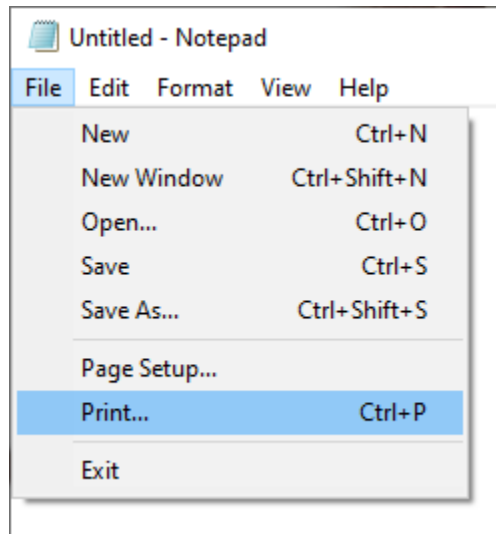 Untitled - Notepad
File Edit Format View Help
New Ctrl+N
New Window Ctrl+Shift+N
Open... Ctrl+O
Save Ctrl+S
Save As... Ctrl+Shift+S
Page Setup...
Print... Ctrl+P
Exit